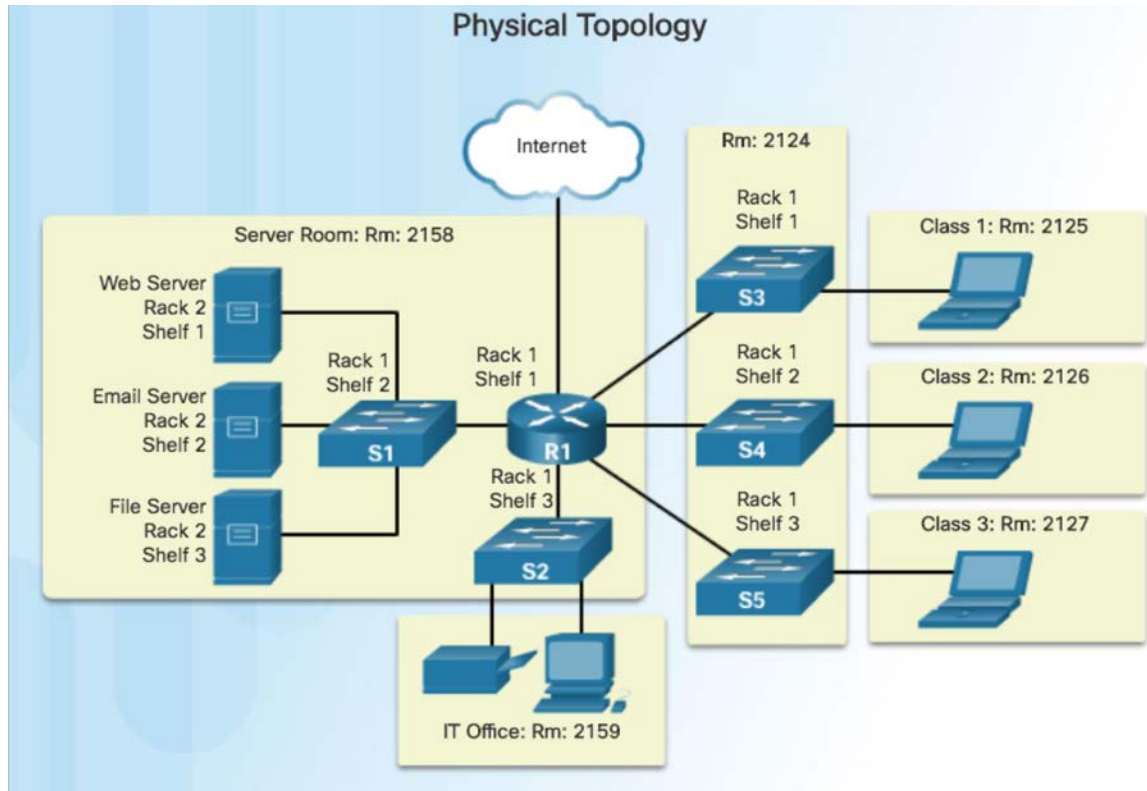 Physical Topology
Internet
Server Room: Rm: 2158
Web Server
Rack 2
Shelf 1
Email Server
Rack 2
Shelf 2
File Server
Rack 2
Shelf 3
Rack 1
Shelf 2
S1
Rack 1
Shelf 1
R1
Rack 1
Shelf 3
S2
IT Office: Rm: 2159
Rm: 2124
Rack 1
Shelf 1
S3
Rack 1
Shelf 2
S4
Rack 1
Shelf 3
S5
Class 1: Rm: 2125
Class 2: Rm: 2126
Class 3: Rm: 2127